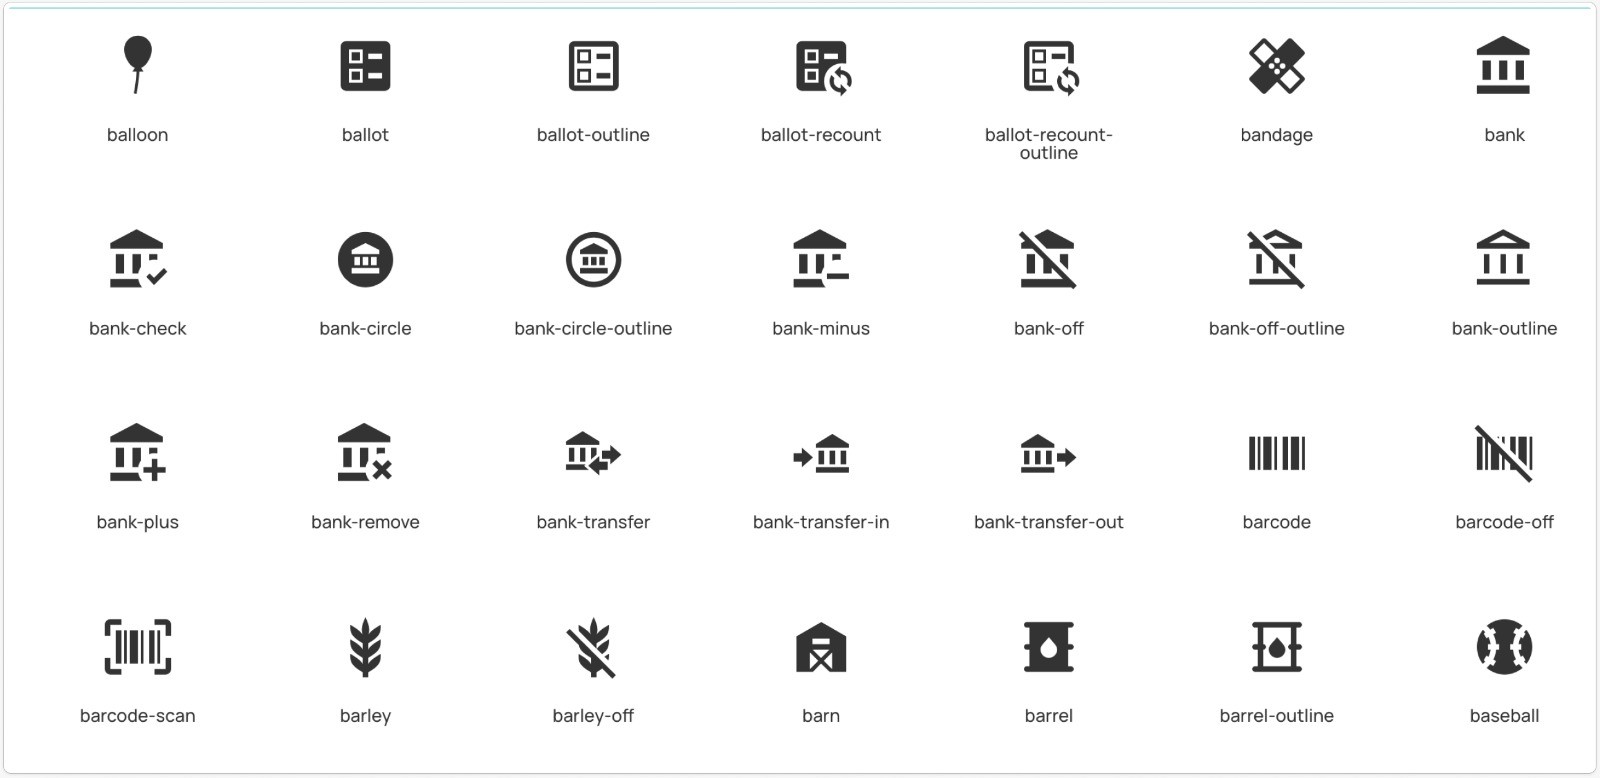 balloon
ballot
ballot-outline
ballot-recount
ballot-recount-
outline
bandage
bank
bank-check
bank-circle
bank-circle-outline
bank-minus
bank-off
bank-off-outline
bank-outline
bank-plus
bank-remove
bank-transfer
bank-transfer-in
bank-transfer-out
barcode
barcode-off
barcode-scan
barley
barley-off
barn
barrel
barrel-outline
baseball